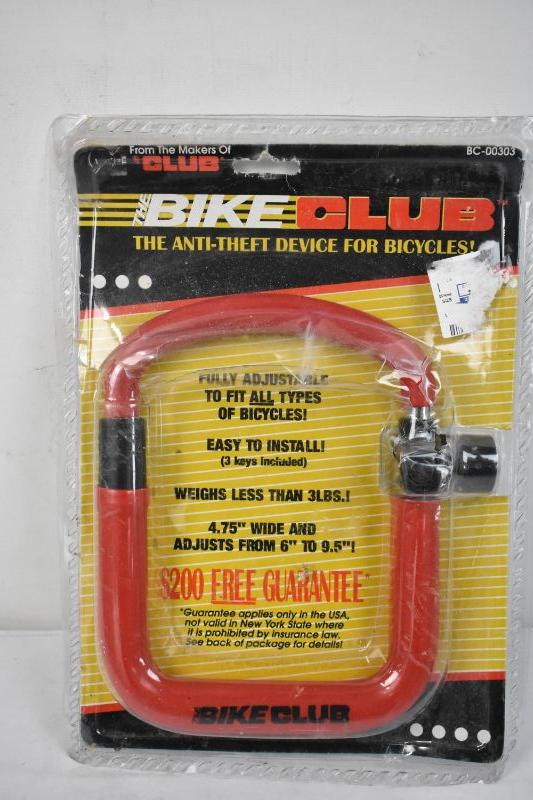 From The Makers Of
BC-00303
THE CLUB®
THE BIKE CLUB™
THE ANTI-THEFT DEVICE FOR BICYCLES!
FULLY ADJUSTABLE
TO FIT ALL TYPES
OF BICYCLES!
EASY TO INSTALL!
(3 keys included)
WEIGHS LESS THAN 3LBS.!
4.75" WIDE AND
ADJUSTS FROM 6" TO 9.5"!
$200 FREE GUARANTEE*
*Guarantee applies only in the USA,
not valid in New York State where
it is prohibited by insurance law.
See back of package for details!
THE BIKE CLUB